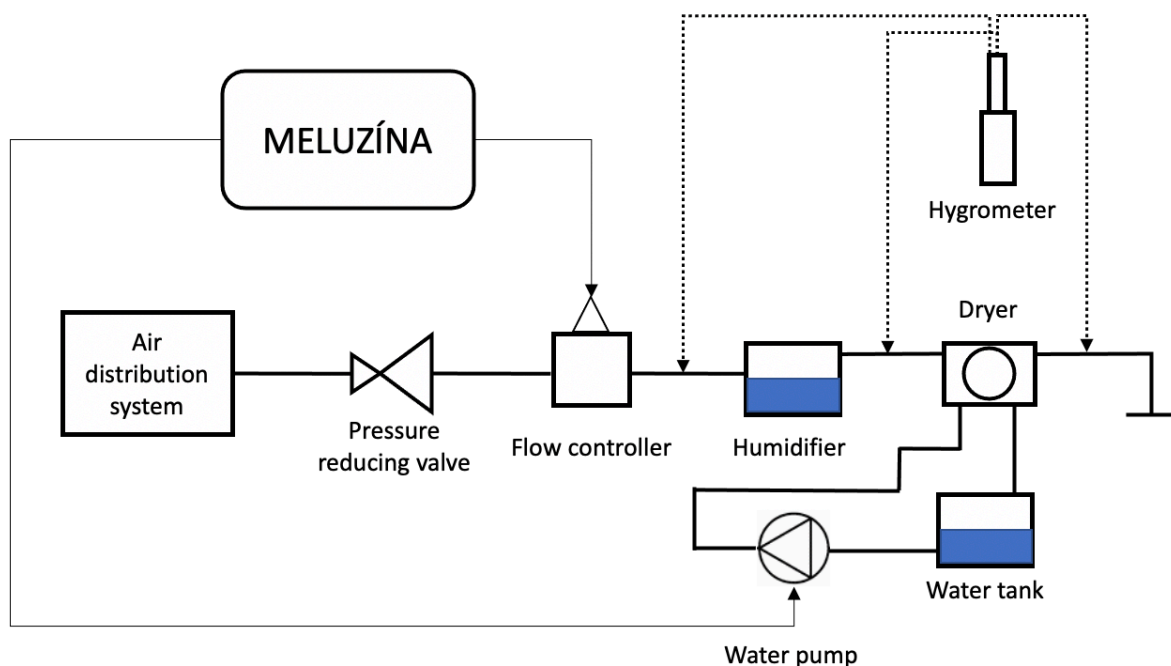 MELUZÍNA
Hygrometer
Dryer
Air
distribution
system
Pressure
reducing valve
Flow controller
Humidifier
Water tank
Water pump